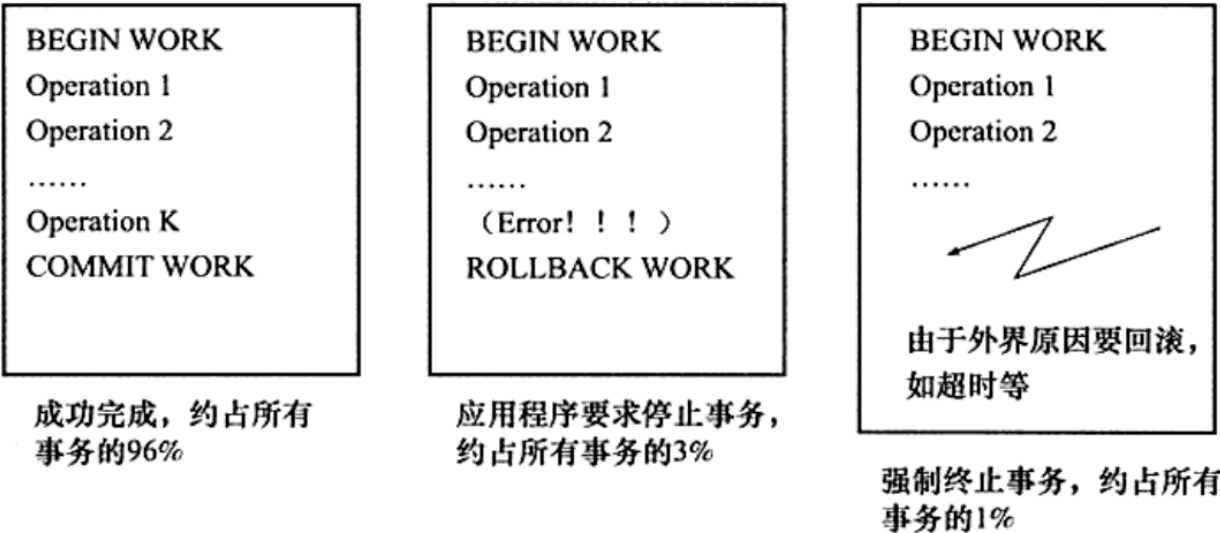 BEGIN WORK
Operation 1
Operation 2
......
Operation K
COMMIT WORK
成功完成，约占所有
事务的96%
BEGIN WORK
Operation 1
Operation 2
......
（Error！！！）
ROLLBACK WORK
应用程序要求停止事务，
约占所有事务的3%
BEGIN WORK
Operation 1
Operation 2
......
由于外界原因要回滚，
如超时等
强制终止事务，约占所有
事务的1%